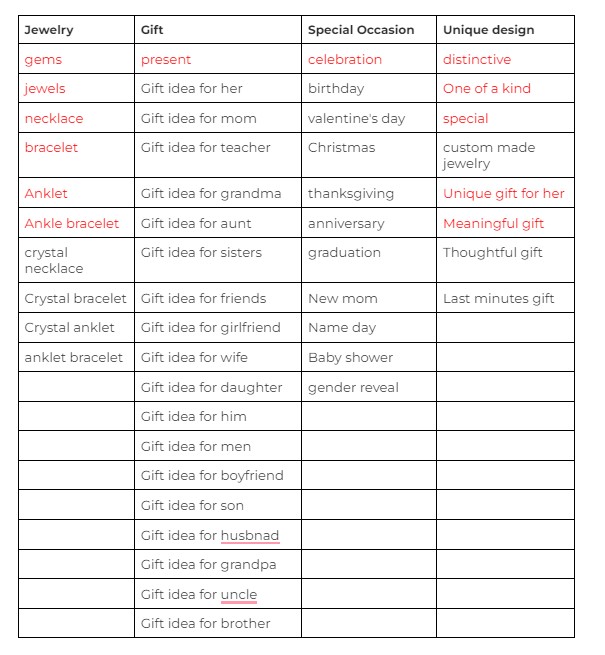 Jewelry Gift Special Occasion Unique design
gems present celebration distinctive
jewels Gift idea for her birthday One of a kind
necklace Gift idea for mom valentine's day special
bracelet Gift idea for teacher Christmas custom made
jewelry
Anklet Gift idea for grandma thanksgiving Unique gift for her
Ankle bracelet Gift idea for aunt anniversary Meaningful gift
crystal Gift idea for sisters graduation Thoughtful gift
necklace
Crystal bracelet Gift idea for friends New mom Last minutes gift
Crystal anklet Gift idea for girlfriend Name day
anklet bracelet Gift idea for wife Baby shower
Gift idea for daughter gender reveal
Gift idea for him
Gift idea for men
Gift idea for boyfriend
Gift idea for son
Gift idea for husbnad
Gift idea for grandpa
Gift idea for uncle
Gift idea for brother